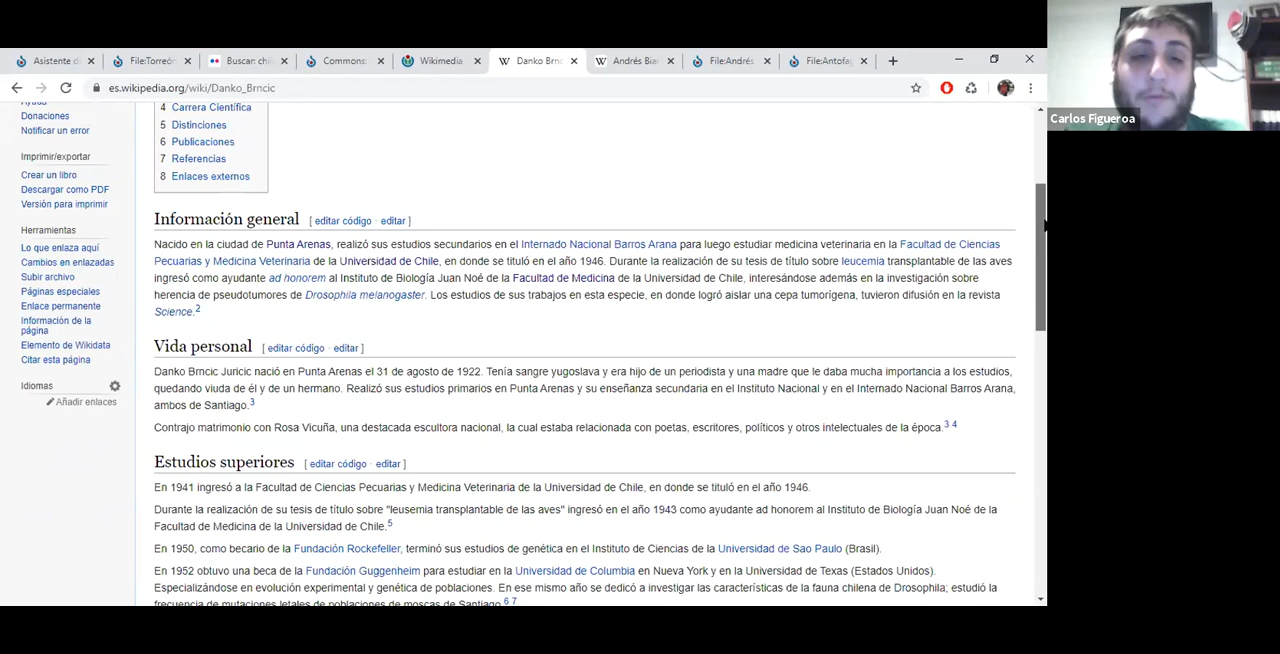 Asistente d
File:Torreón
Buscar: chi
Commons:
Wikimedia
Danko Brnc
Andrés Bia
File:Andrés
File:Antofa
es.wikipedia.org/wiki/Danko_Brncic
Carlos Figueroa
Ayuda
Donaciones
Notificar un error
Imprimir/exportar
Crear un libro
Descargar como PDF
Versión para imprimir
Herramientas
Lo que enlaza aquí
Cambios en enlazadas
Subir archivo
Páginas especiales
Enlace permanente
Información de la
página
Elemento de Wikidata
Citar esta página
Idiomas
Añadir enlaces
4 Carrera Científica
5 Distinciones
6 Publicaciones
7 Referencias
8 Enlaces externos
Información general [ editar código · editar ]
Nacido en la ciudad de Punta Arenas, realizó sus estudios secundarios en el Internado Nacional Barros Arana para luego estudiar medicina veterinaria en la Facultad de Ciencias
Pecuarias y Medicina Veterinaria de la Universidad de Chile, en donde se tituló en el año 1946. Durante la realización de su tesis de título sobre leucemia transplantable de las aves
ingresó como ayudante ad honorem al Instituto de Biología Juan Noé de la Facultad de Medicina de la Universidad de Chile, interesándose además en la investigación sobre
herencia de pseudotumores de Drosophila melanogaster. Los estudios de sus trabajos en esta especie, en donde logró aislar una cepa tumorígena, tuvieron difusión en la revista
Science.2
Vida personal [ editar código · editar ]
Danko Brncic Juricic nació en Punta Arenas el 31 de agosto de 1922. Tenía sangre yugoslava y era hijo de un periodista y una madre que le daba mucha importancia a los estudios,
quedando viuda de él y de un hermano. Realizó sus estudios primarios en Punta Arenas y su enseñanza secundaria en el Instituto Nacional y en el Internado Nacional Barros Arana,
ambos de Santiago.3
Contrajo matrimonio con Rosa Vicuña, una destacada escultora nacional, la cual estaba relacionada con poetas, escritores, políticos y otros intelectuales de la época.3 4
Estudios superiores [ editar código · editar ]
En 1941 ingresó a la Facultad de Ciencias Pecuarias y Medicina Veterinaria de la Universidad de Chile, en donde se tituló en el año 1946.
Durante la realización de su tesis de título sobre "leusemia transplantable de las aves" ingresó en el año 1943 como ayudante ad honorem al Instituto de Biología Juan Noé de la
Facultad de Medicina de la Universidad de Chile.5
En 1950, como becario de la Fundación Rockefeller, terminó sus estudios de genética en el Instituto de Ciencias de la Universidad de Sao Paulo (Brasil).
En 1952 obtuvo una beca de la Fundación Guggenheim para estudiar en la Universidad de Columbia en Nueva York y en la Universidad de Texas (Estados Unidos).
Especializándose en evolución experimental y genética de poblaciones. En ese mismo año se dedicó a investigar las características de la fauna chilena de Drosophila; estudió la
frecuencia de mutaciones letales de poblaciones de moscas de Santiago.6 7